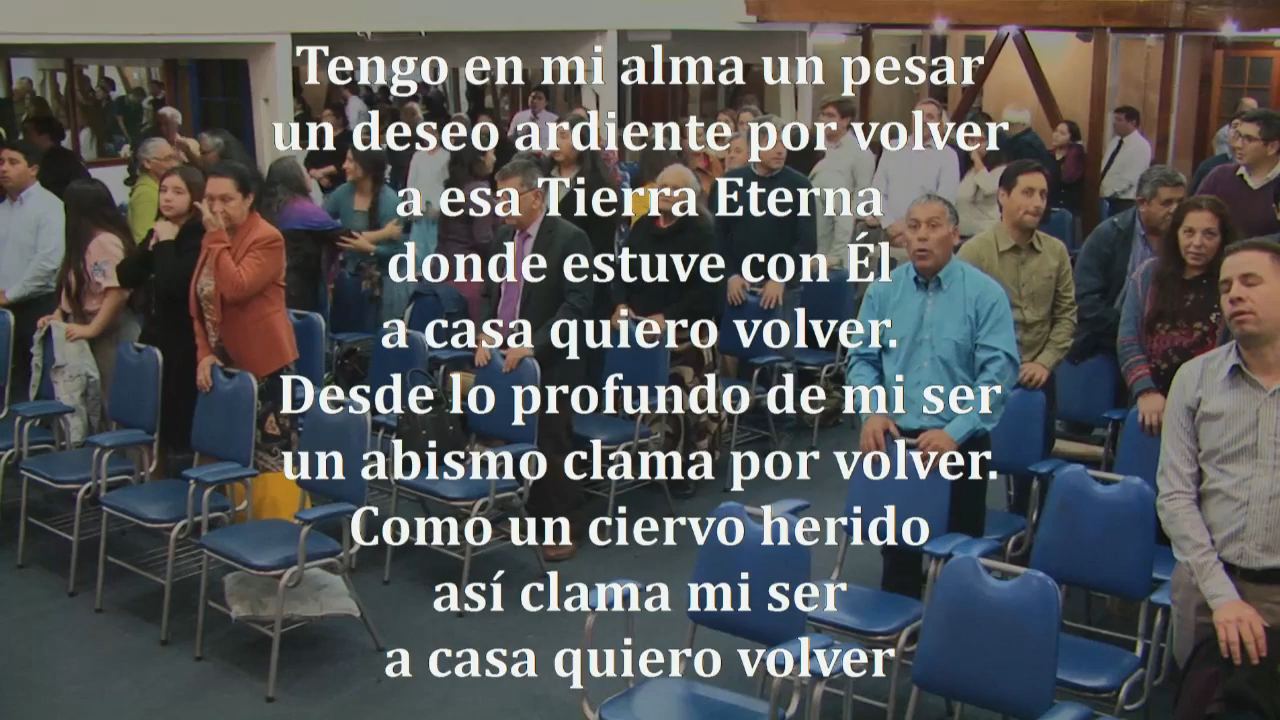 Tengo en mi alma un pesar
un deseo ardiente por volver
a esa Tierra Eterna
donde estuve con Él
a casa quiero volver.
Desde lo profundo de mi ser
un abismo clama por volver.
Como un ciervo herido
así clama mi ser
a casa quiero volver